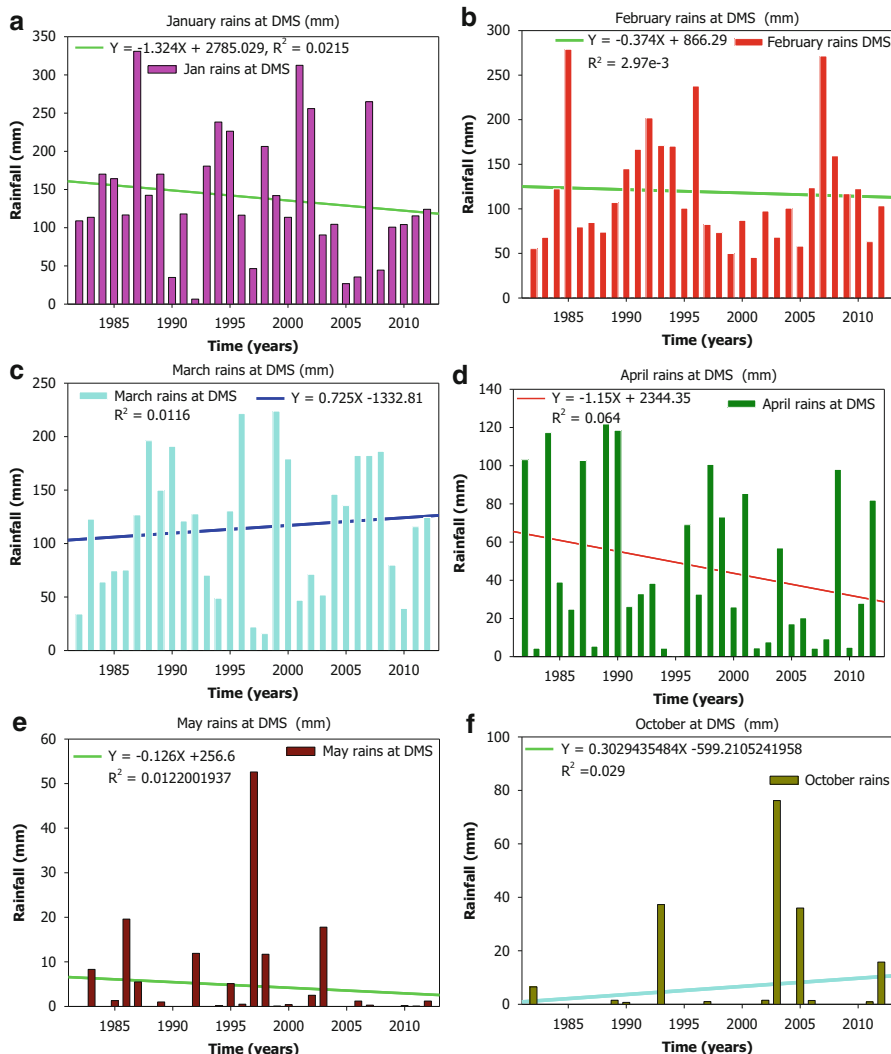 a
January rains at DMS (mm)
Y = -1.324X + 2785.029, R2 = 0.0215
Jan rains at DMS
Rainfall (mm)
350
300
250
200
150
100
50
0
1985 1990 1995 2000 2005 2010
Time (years)
b
February rains at DMS (mm)
Y = -0.374X + 866.29
R2 = 2.97e-3
February rains DMS
Rainfall (mm)
300
250
200
150
100
50
0
1985 1990 1995 2000 2005 2010
Time (years)
c
March rains at DMS (mm)
March rains at DMS
R2 = 0.0116
Y = 0.725X -1332.81
Rainfall (mm)
250
200
150
100
50
0
1985 1990 1995 2000 2005 2010
Time (years)
d
April rains at DMS (mm)
Y = -1.15X + 2344.35
R2 = 0.064
April rains at DMS
Rainfall (mm)
140
120
100
80
60
40
20
0
1985 1990 1995 2000 2005 2010
Time (years)
e
May rains at DMS (mm)
Y = -0.126X +256.6
R2 = 0.0122001937
May rains at DMS
Rainfall (mm)
60
50
40
30
20
10
0
1985 1990 1995 2000 2005 2010
Time (years)
f
October at DMS (mm)
Y = 0.3029435484X -599.2105241958
R2 =0.029
October rains
Rainfall (mm)
100
80
60
40
20
0
1985 1990 1995 2002 2005 2010
Time (years)